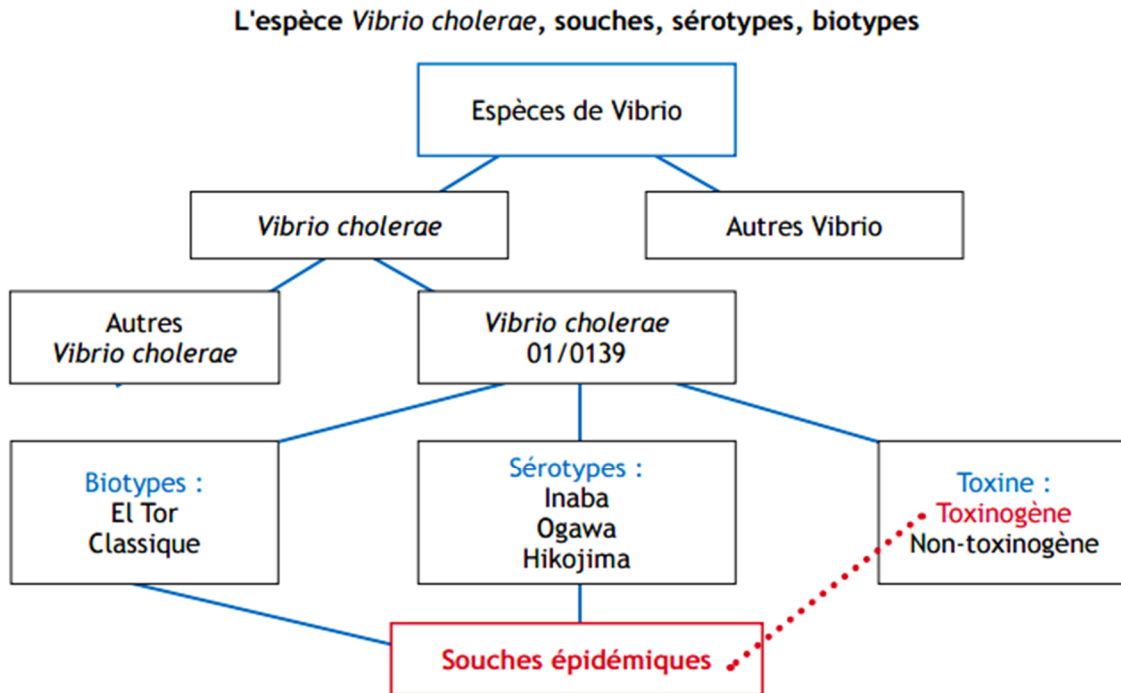 L'espèce Vibrio cholerae, souches, sérotypes, biotypes
Espèces de Vibrio
Vibrio cholerae
Autres Vibrio
Autres
Vibrio cholerae
Vibrio cholerae
01/0139
Biotypes :
El Tor
Classique
Sérotypes :
Inaba
Ogawa
Hikojima
Toxine :
Toxinogène
Non-toxinogène
Souches épidémiques